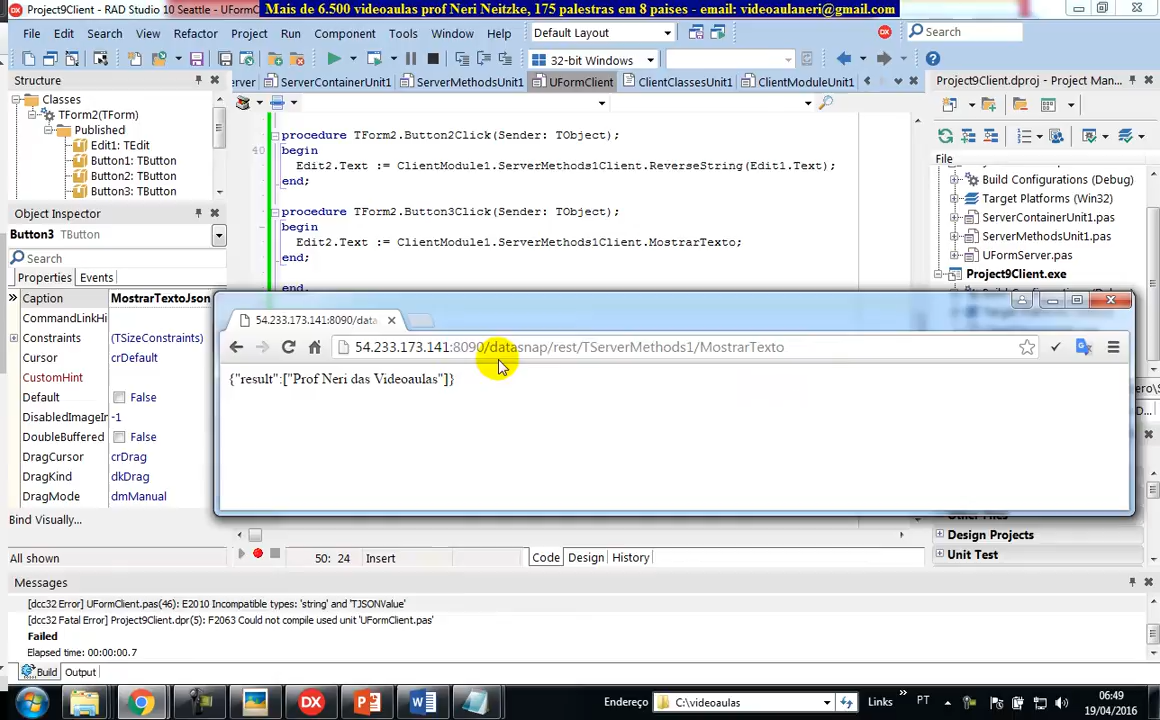 Project9Client - RAD Studio 10 Seattle - UFormC
Mais de 6.500 videoaulas prof Neri Neitzke, 175 palestras em 8 paises - email: videoaulaneri@gmail.com
File Edit Search View Refactor Project Run Component Tools Window Help
Default Layout
Search
32-bit Windows
Structure
Classes
TForm2(TForm)
Published
Edit1: TEdit
Button1: TButton
Button2: TButton
Button3: TButton
Object Inspector
Button3 TButton
Search
Properties Events
Caption MostrarTextoJson
CommandLinkHi
Constraints (TSizeConstraints)
Cursor crDefault
CustomHint
Default False
DisabledImageIn -1
DoubleBuffered False
DragCursor crDrag
DragKind dkDrag
DragMode dmManual
Bind Visually...
All shown
erver ServerContainerUnit1 ServerMethodsUnit1 UFormClient ClientClassesUnit1 ClientModuleUnit1
procedure TForm2.Button2Click(Sender: TObject);
40 begin
Edit2.Text := ClientModule1.ServerMethods1Client.ReverseString(Edit1.Text);
end;
procedure TForm2.Button3Click(Sender: TObject);
begin
Edit2.Text := ClientModule1.ServerMethods1Client.MostrarTexto;
end;
end.
Project9Client.dproj - Project Man...
File
Build Configurations (Debug)
Target Platforms (Win32)
ServerContainerUnit1.pas
ServerMethodsUnit1.pas
UFormServer.pas
Project9Client.exe
54.233.173.141:8090/data
54.233.173.141:8090/datasnap/rest/TServerMethods1/MostrarTexto
{"result":["Prof Neri das Videoaulas"]}
Design Projects
Unit Test
50: 24 Insert
Code Design History
Messages
[dcc32 Error] UFormClient.pas(46): E2010 Incompatible types: 'string' and 'TJSONValue'
[dcc32 Fatal Error] Project9Client.dpr(5): F2063 Could not compile used unit 'UFormClient.pas'
Failed
Elapsed time: 00:00:00.7
Build Output
Endereço C:\videoaulas
Links
PT
06:49
19/04/2016